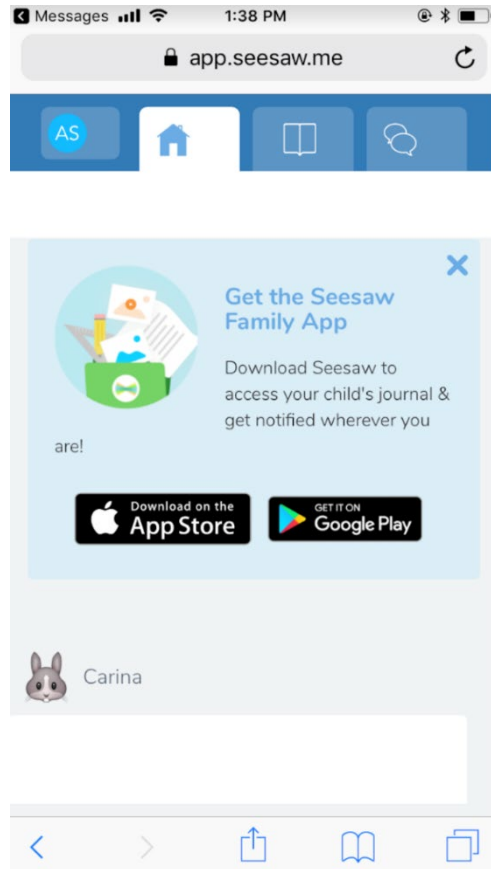 Messages 1:38 PM
app.seesaw.me
AS
Get the Seesaw
Family App
Download Seesaw to
access your child's journal &
get notified wherever you
are!
Download on the
App Store
GET IT ON
Google Play
Carina